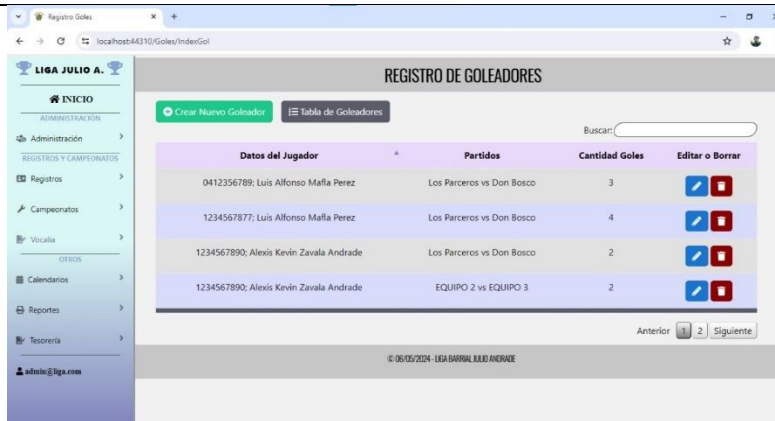 Registro Goles
localhost:44310/Goles/IndexGol
LIGA JULIO A.
INICIO
ADMINISTRACIÓN
Administración
REGISTROS Y CAMPEONATOS
Registros
Campeonatos
Vocalia
OTROS
Calendarios
Reportes
Tesorería
admin@liga.com
REGISTRO DE GOLEADORES
Crear Nuevo Goleador Tabla de Goleadores
Buscar:
Datos del Jugador Partidos Cantidad Goles Editar o Borrar
0412356789; Luis Alfonso Mafla Perez Los Parceros vs Don Bosco 3
1234567877; Luis Alfonso Mafla Perez Los Parceros vs Don Bosco 4
1234567890; Alexis Kevin Zavala Andrade Los Parceros vs Don Bosco 2
1234567890; Alexis Kevin Zavala Andrade EQUIPO 2 vs EQUIPO 3 2
Anterior 1 2 Siguiente
© 06/05/2024 - LIGA BARRIAL JULIO ANDRADE